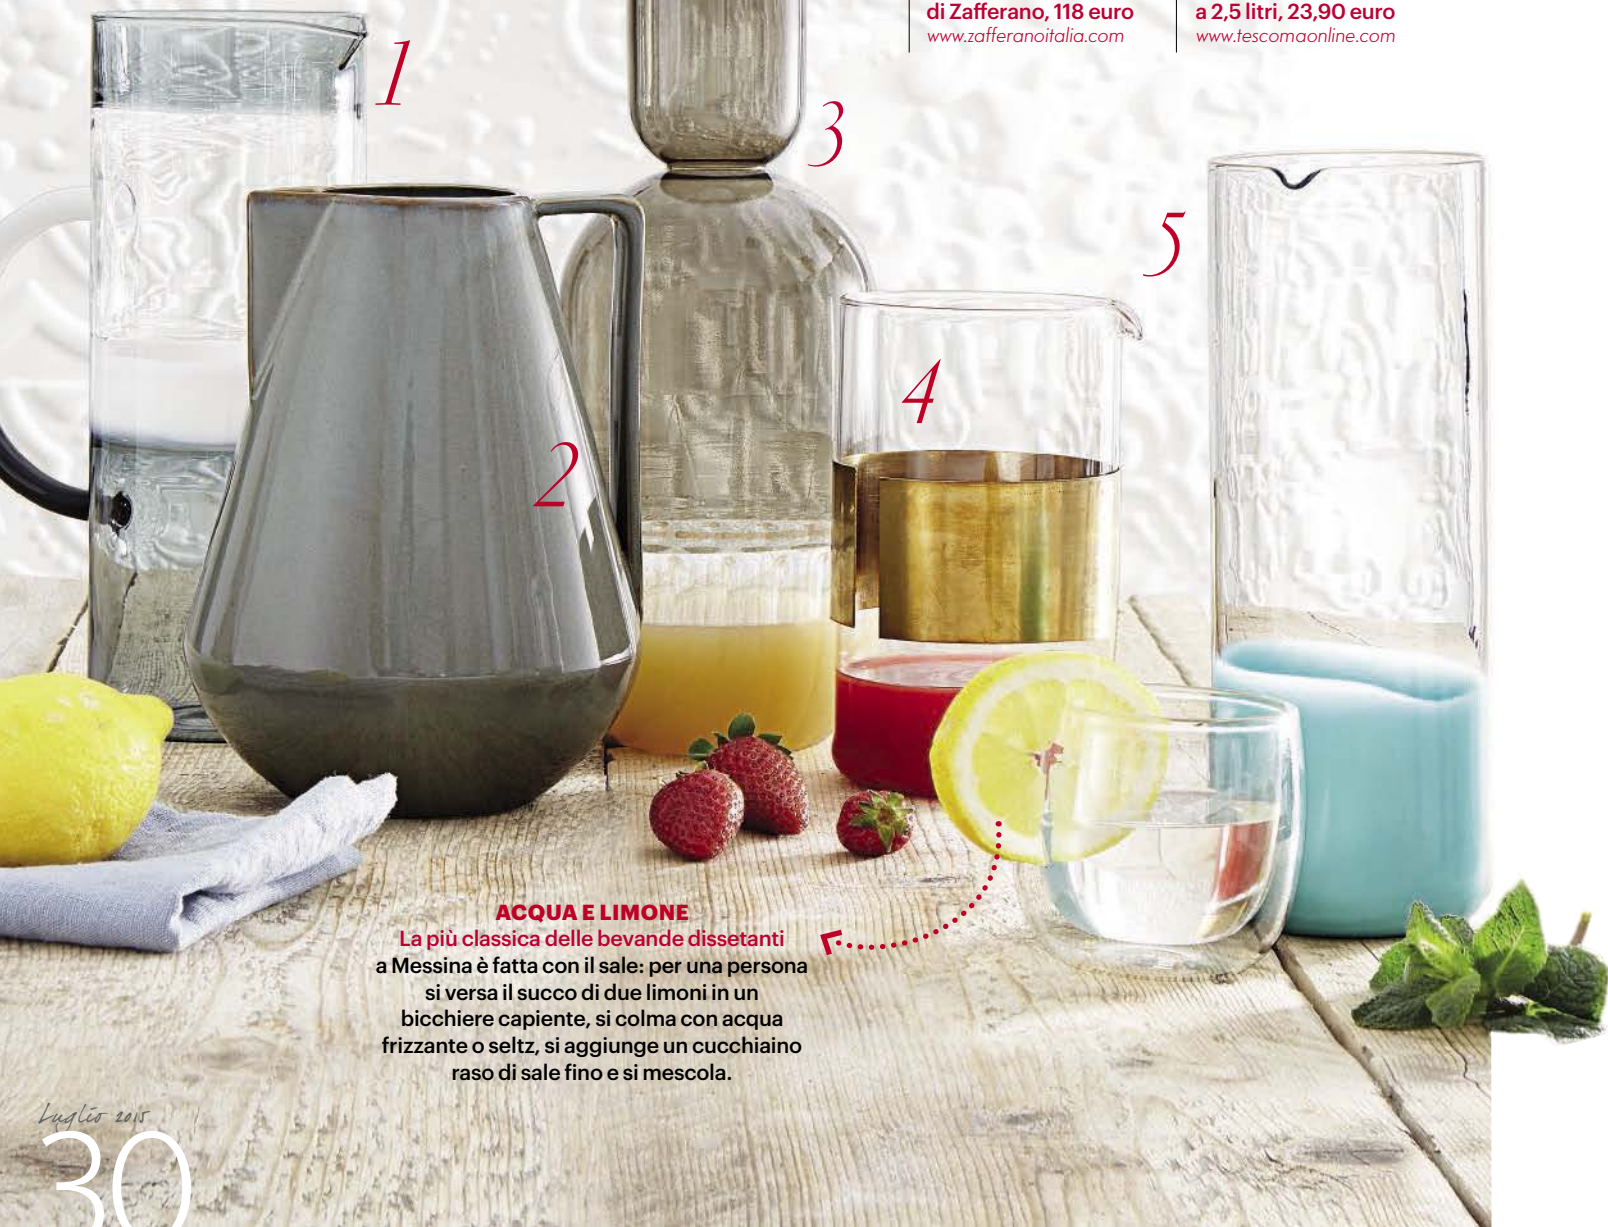 di Zafferano, 118 euro
www.zafferanoitalia.com
a 2,5 litri, 23,90 euro
www.tescomaonline.com
1
3
5
4
2
ACQUA E LIMONE
La più classica delle bevande dissetanti
a Messina è fatta con il sale: per una persona
si versa il succo di due limoni in un
bicchiere capiente, si colma con acqua
frizzante o seltz, si aggiunge un cucchiaino
raso di sale fino e si mescola.
Luglio 2015
30